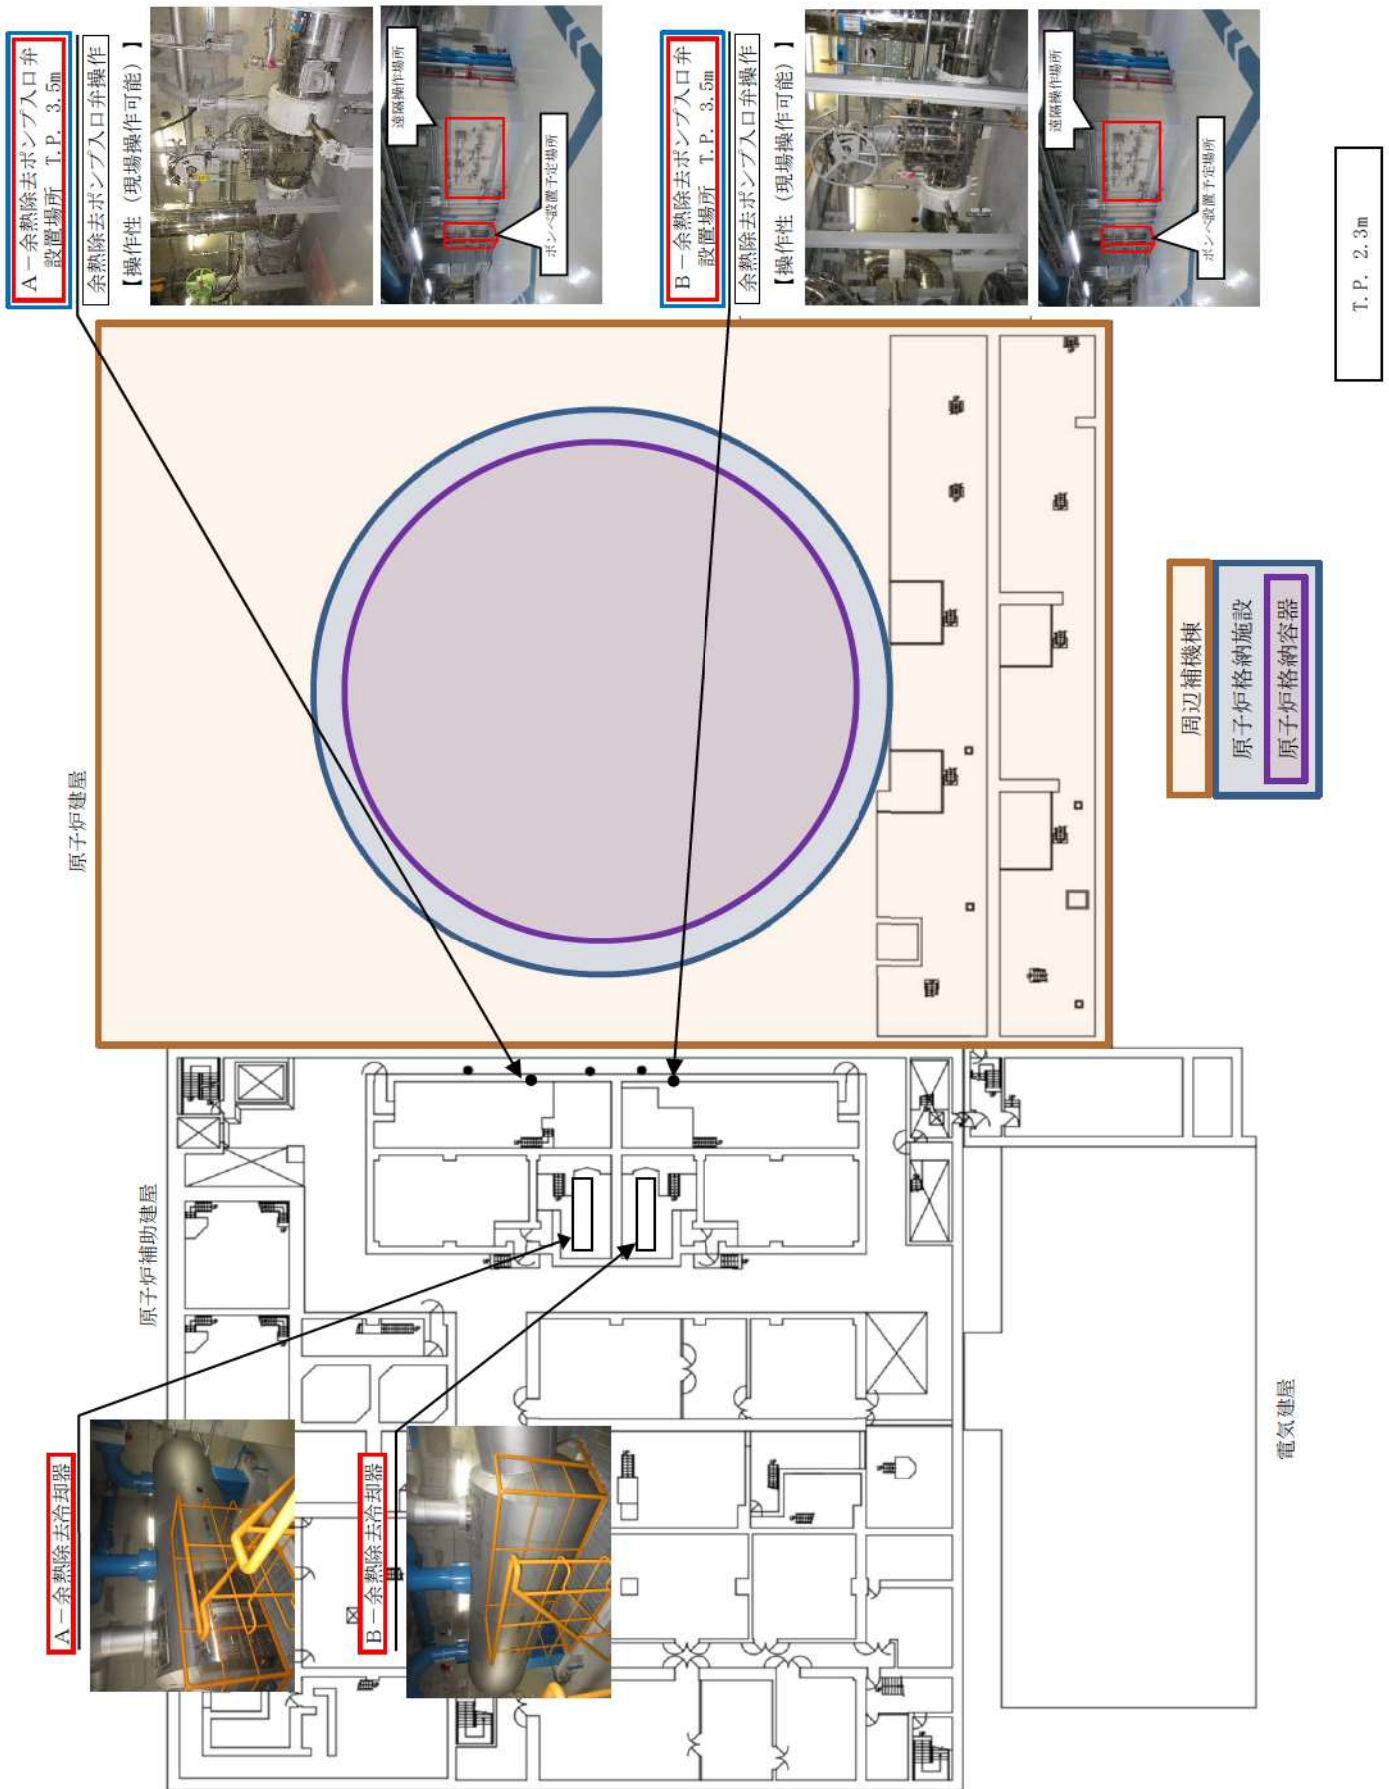 A-余熱除去冷却器
B-余熱除去冷却器
原子炉補助建屋
原子炉建屋
A-余熱除去ポンプ入口弁
設置場所 T.P. 3.5m
余熱除去ポンプ入口弁操作
【操作性（現場操作可能）】
遠隔操作場所
ボンベ設置予定場所
B-余熱除去ポンプ入口弁
設置場所 T.P. 3.5m
余熱除去ポンプ入口弁操作
【操作性（現場操作可能）】
遠隔操作場所
ボンベ設置予定場所
電気建屋
周辺補機棟
原子炉格納施設
原子炉格納容器
T.P. 2.3m